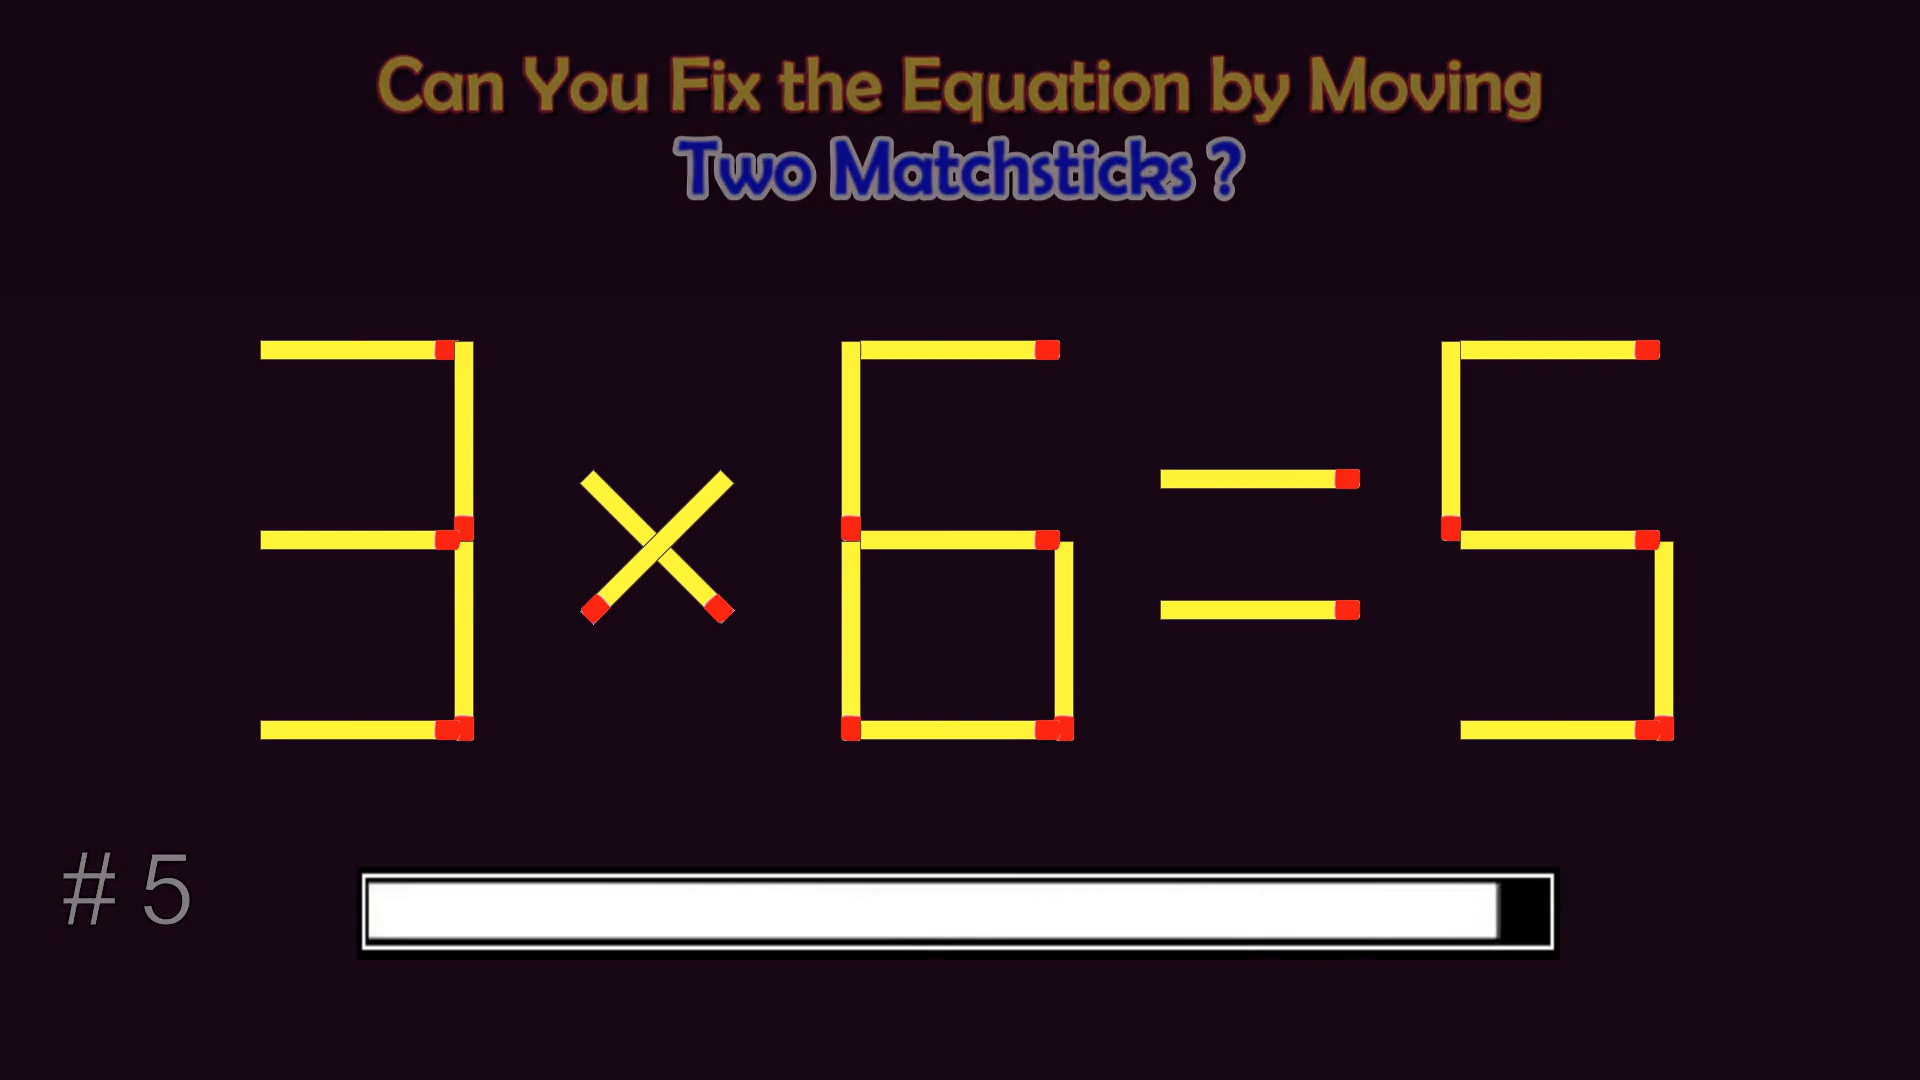 Can You Fix the Equation by Moving
Two Matchsticks ?
3 × 6 = 5
# 5